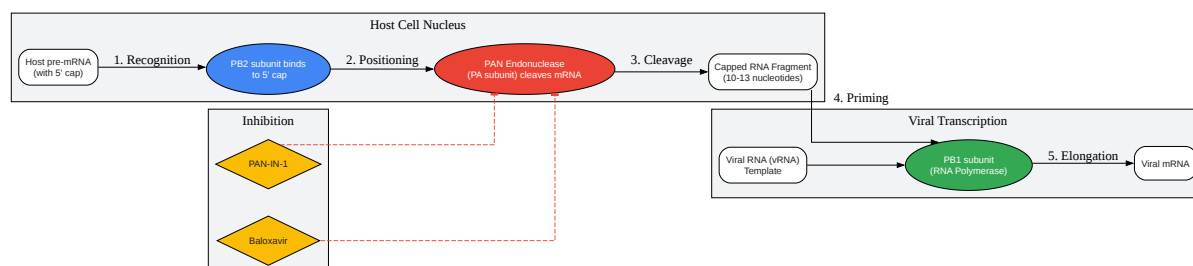 Host Cell Nucleus
Host pre-mRNA
(with 5' cap)
1. Recognition
PB2 subunit binds
to 5' cap
2. Positioning
PAN Endonuclease
(PA subunit) cleaves mRNA
3. Cleavage
Capped RNA Fragment
(10-13 nucleotides)
4. Priming
Inhibition
PAN-IN-1
Baloxavir
Viral Transcription
Viral RNA (vRNA)
Template
PB1 subunit
(RNA Polymerase)
5. Elongation
Viral mRNA